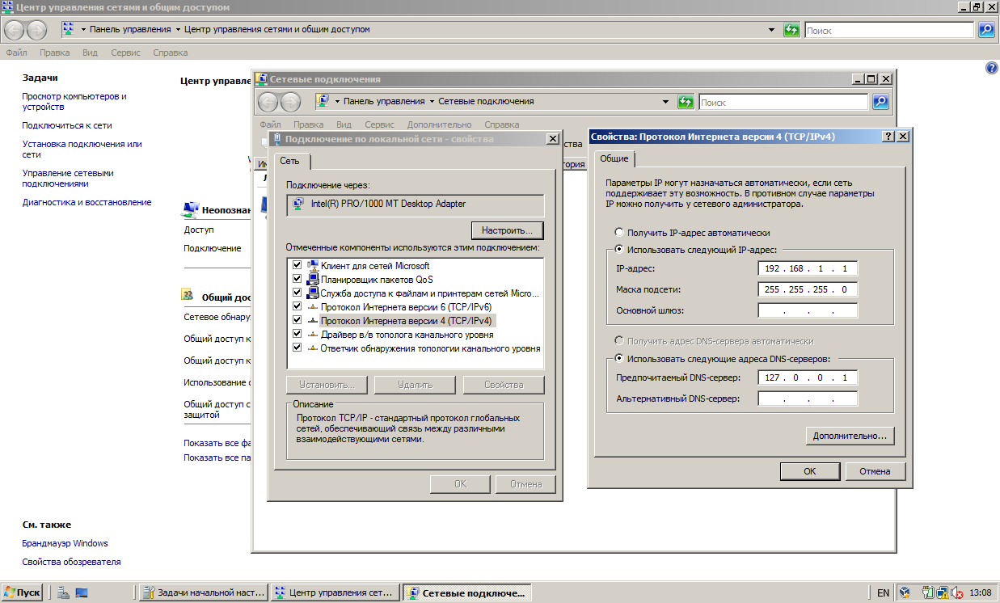 Центр управления сетями и общим доступом
Панель управления
Центр управления сетями и общим доступом
Поиск
Файл Правка Вид Сервис Справка
Задачи
Просмотр компьютеров и
устройств
Подключиться к сети
Установка подключения или
сети
Управление сетевыми
подключениями
Диагностика и восстановление
См. также
Брандмауэр Windows
Свойства обозревателя
Центр управле
Неопознан
Доступ
Подключение
Общий дос
Сетевое обнару
Общий доступ к
Общий доступ к
Использование
Общий доступ с
защитой
Показать все фа
Показать все па
Сетевые подключения
Панель управления
Сетевые подключения
Поиск
Файл Правка Вид Сервис Дополнительно Справка
ства
Им
гория
Подключение по локальной сети - свойства
Сеть
Подключение через:
Intel(R) PRO/1000 MT Desktop Adapter
Настроить...
Отмеченные компоненты используются этим подключением:
Клиент для сетей Microsoft
Планировщик пакетов QoS
Служба доступа к файлам и принтерам сетей Micro...
Протокол Интернета версии 6 (TCP/IPv6)
Протокол Интернета версии 4 (TCP/IPv4)
Драйвер в/в тополога канального уровня
Ответчик обнаружения топологии канального уровня
Установить... Удалить Свойства
Описание
Протокол TCP/IP - стандартный протокол глобальных
сетей, обеспечивающий связь между различными
взаимодействующими сетями.
OK Отмена
Свойства: Протокол Интернета версии 4 (TCP/IPv4)
Общие
Параметры IP могут назначаться автоматически, если сеть
поддерживает эту возможность. В противном случае параметры
IP можно получить у сетевого администратора.
Получить IP-адрес автоматически
Использовать следующий IP-адрес:
IP-адрес: 192 . 168 . 1 . 1
Маска подсети: 255 . 255 . 255 . 0
Основной шлюз: . . .
Получить адрес DNS-сервера автоматически
Использовать следующие адреса DNS-серверов:
Предпочитаемый DNS-сервер: 127 . 0 . 0 . 1
Альтернативный DNS-сервер: . . .
Дополнительно...
OK Отмена
Пуск
Задачи начальной наст...
Центр управления сет...
Сетевые подключе...
EN
13:08